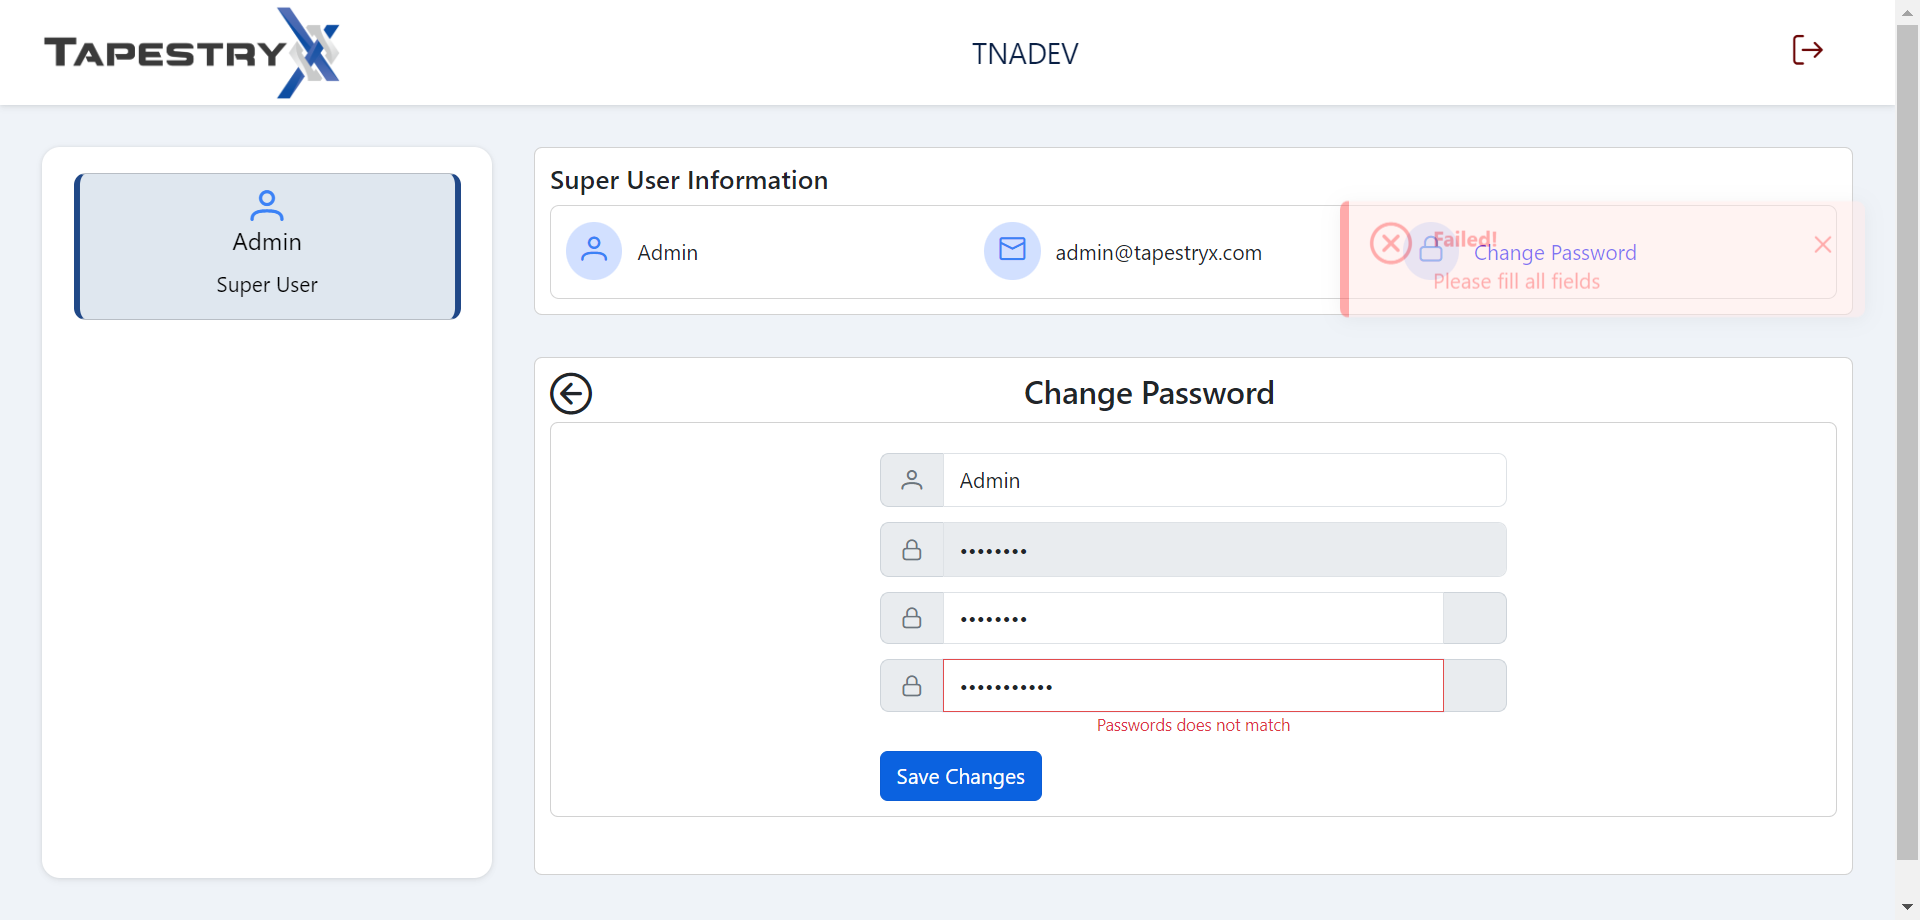 TAPESTRYX
TNADEV
Admin
Super User
Super User Information
Admin
admin@tapestryx.com
Change Password
Failed!
Please fill all fields
Change Password
Admin
••••••••
••••••••
•••••••••••
Passwords does not match
Save Changes